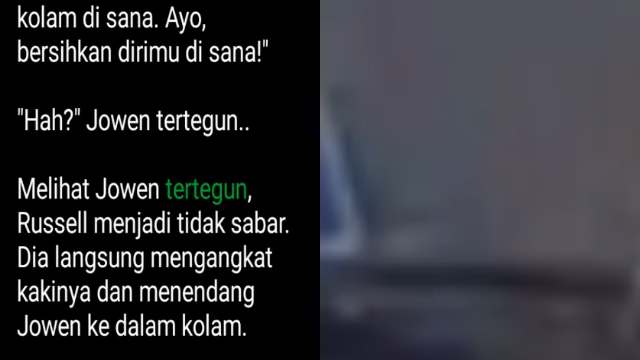 kolam di sana. Ayo,
bersihkan dirimu di sana!"
"Hah?" Jowen tertegun..
Melihat Jowen tertegun,
Russell menjadi tidak sabar.
Dia langsung mengangkat
kakinya dan menendang
Jowen ke dalam kolam.